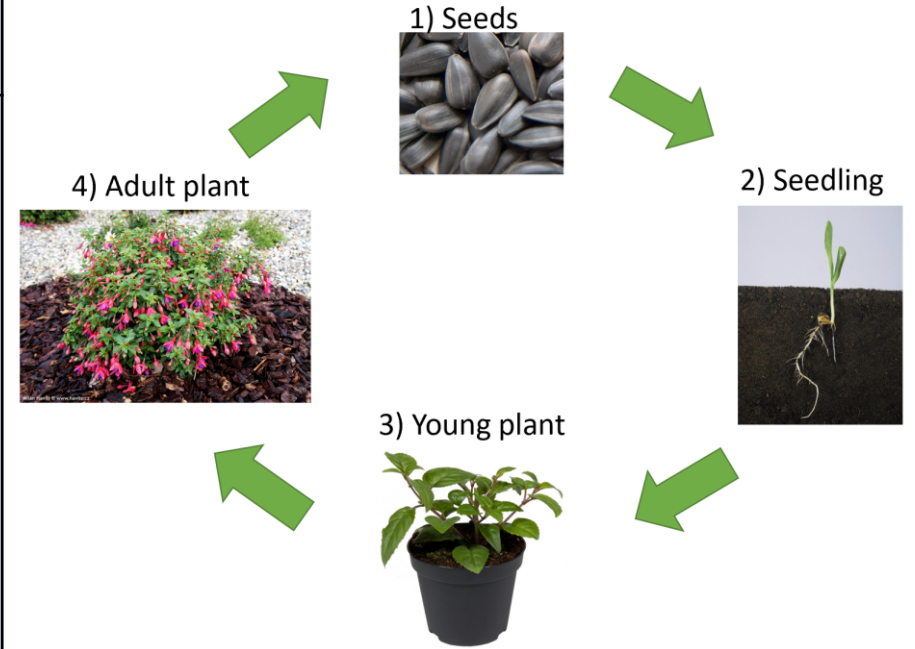 1) Seeds
2) Seedling
3) Young plant
4) Adult plant